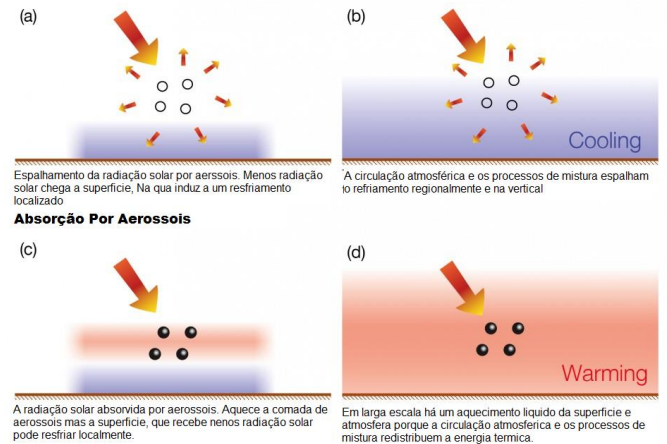 (a)
Espalhamento da radiação solar por aerssois. Menos radiação
solar chega a superficie, Na qua induz a um resfriamento
localizado
(b)
Cooling
A circulação atmosférica e os processos de mistura espalham
o refriamento regionalmente e na vertical
Absorção Por Aerossois
(c)
A radiação solar absorvida por aerossois. Aquece a comada de
aerossois mas a superficie, que recebe nenos radiação solar
pode resfriar localmente.
(d)
Warming
Em larga escala há um aquecimento liquido da superficie e
atmosfera porque a circulação atmosferica e os processos de
mistura redistribuem a energia termica.